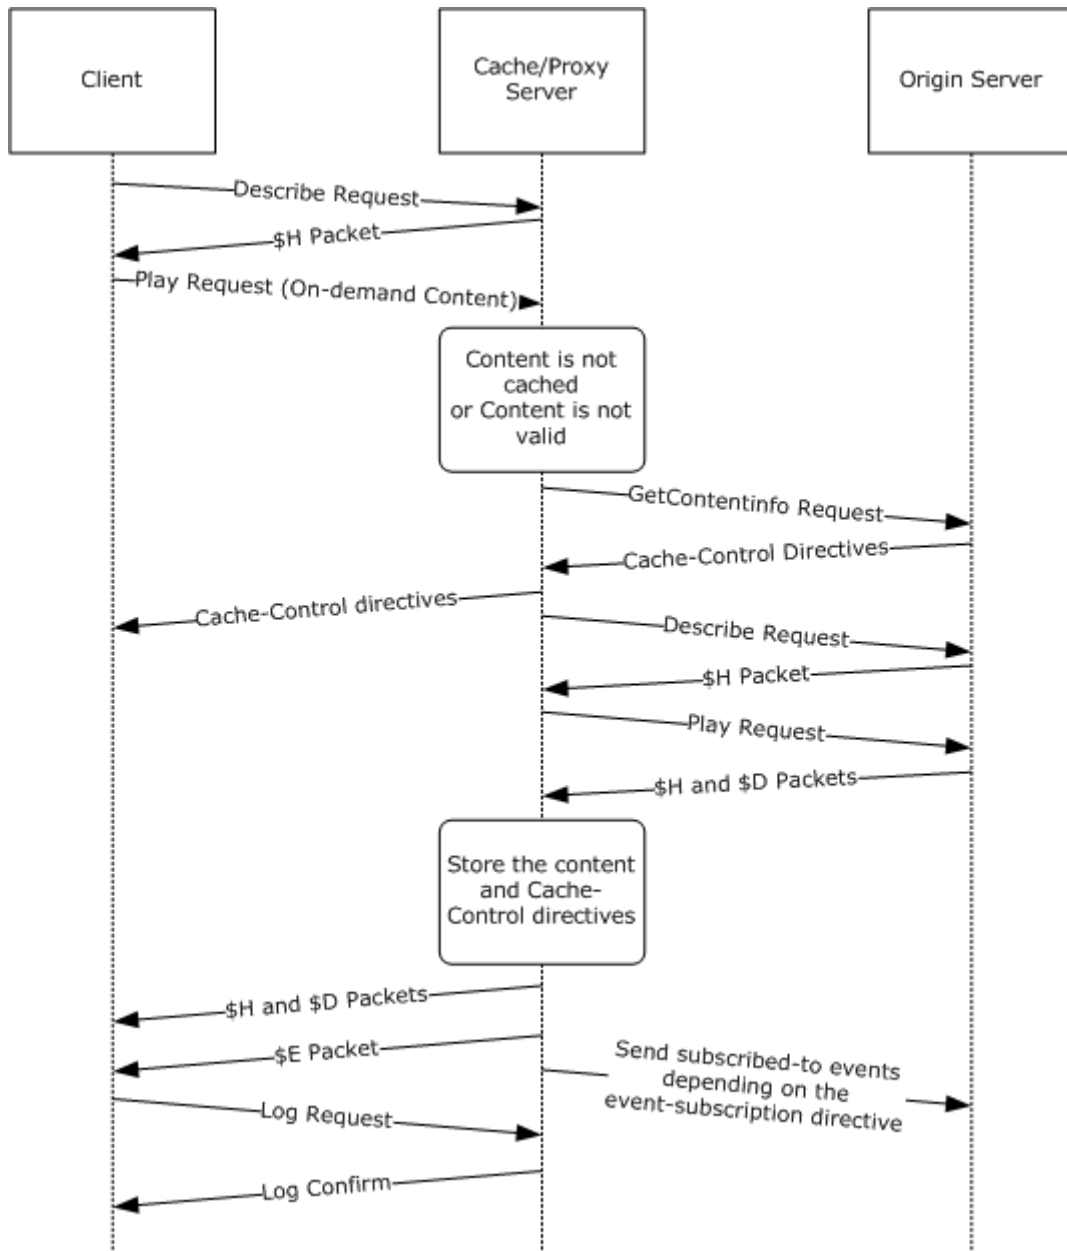 Client
Cache/Proxy
Server
Origin Server
Describe Request
$H Packet
Play Request (On-demand Content)
Content is not
cached
or Content is not
valid
GetContentinfo Request
Cache-Control Directives
Cache-Control directives
Describe Request
$H Packet
Play Request
$H and $D Packets
Store the content
and Cache-
Control directives
$H and $D Packets
$E Packet
Send subscribed-to events
depending on the
event-subscription directive
Log Request
Log Confirm